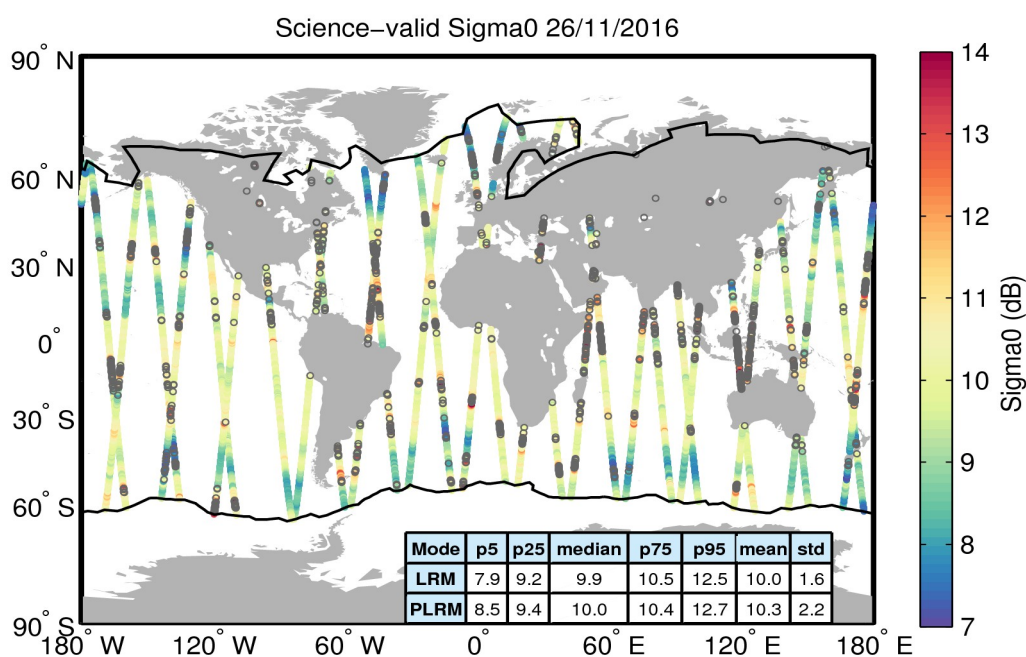 Science−valid Sigma0 26/11/2016
90° N
60° N
30° N
0°
30° S
60° S
90° S
180° W
120° W
60° W
0°
60° E
120° E
180° E
14
13
12
11
10
9
8
7
Sigma0 (dB)
Mode p5 p25 median p75 p95 mean std
LRM 7.9 9.2 9.9 10.5 12.5 10.0 1.6
PLRM 8.5 9.4 10.0 10.4 12.7 10.3 2.2